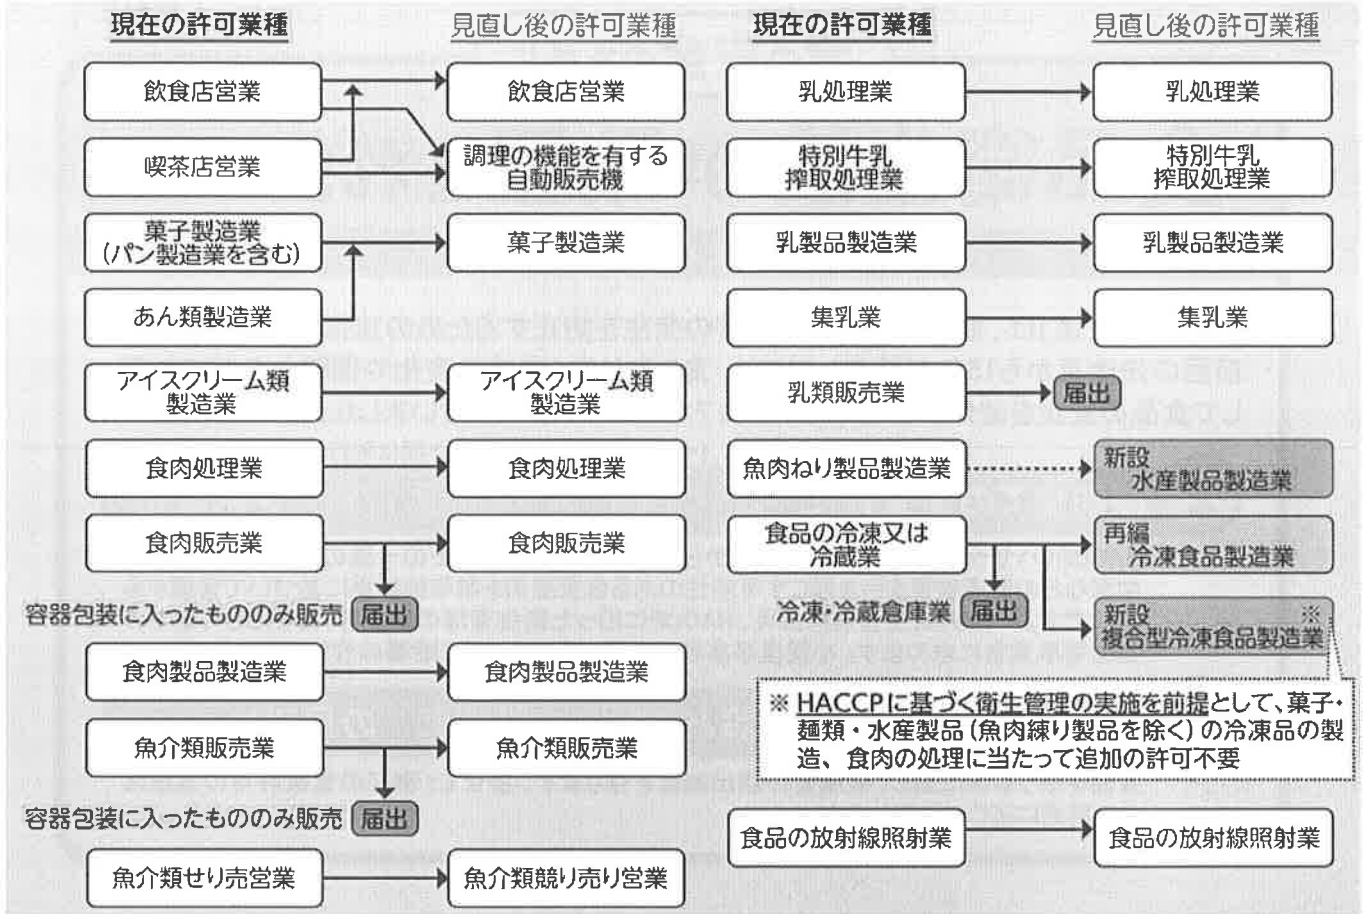 現在の許可業種
見直し後の許可業種
飲食店営業
飲食店営業
喫茶店営業
調理の機能を有する
自動販売機
菓子製造業
(パン製造業を含む)
菓子製造業
あん類製造業
アイスクリーム類
製造業
アイスクリーム類
製造業
食肉処理業
食肉処理業
食肉販売業
食肉販売業
容器包装に入ったもののみ販売 届出
食肉製品製造業
食肉製品製造業
魚介類販売業
魚介類販売業
容器包装に入ったもののみ販売 届出
魚介類せり売営業
魚介類競り売り営業
現在の許可業種
見直し後の許可業種
乳処理業
乳処理業
特別牛乳
搾取処理業
特別牛乳
搾取処理業
乳製品製造業
乳製品製造業
集乳業
集乳業
乳類販売業
届出
魚肉ねり製品製造業
新設
水産製品製造業
食品の冷凍又は
冷蔵業
再編
冷凍食品製造業
冷凍・冷蔵倉庫業 届出
新設 ※
複合型冷凍食品製造業
※ HACCPに基づく衛生管理の実施を前提として、菓子・
麺類・水産製品(魚肉練り製品を除く)の冷凍品の製
造、食肉の処理に当たって追加の許可不要
食品の放射線照射業
食品の放射線照射業